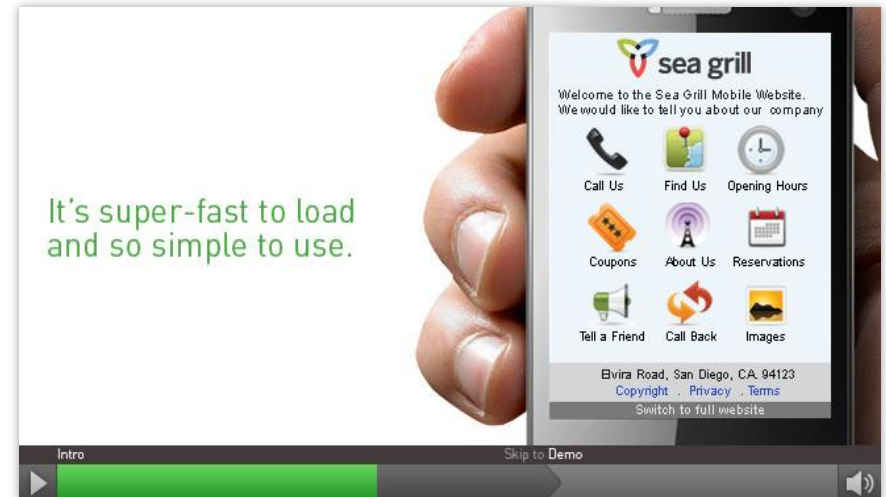 It's super-fast to load
and so simple to use.
sea grill
Welcome to the Sea Grill Mobile Website.
We would like to tell you about our company
Call Us
Find Us
Opening Hours
Coupons
About Us
Reservations
Tell a Friend
Call Back
Images
Elvira Road, San Diego, CA. 94123
Copyright . Privacy . Terms
Switch to full website
Intro
Skip to Demo